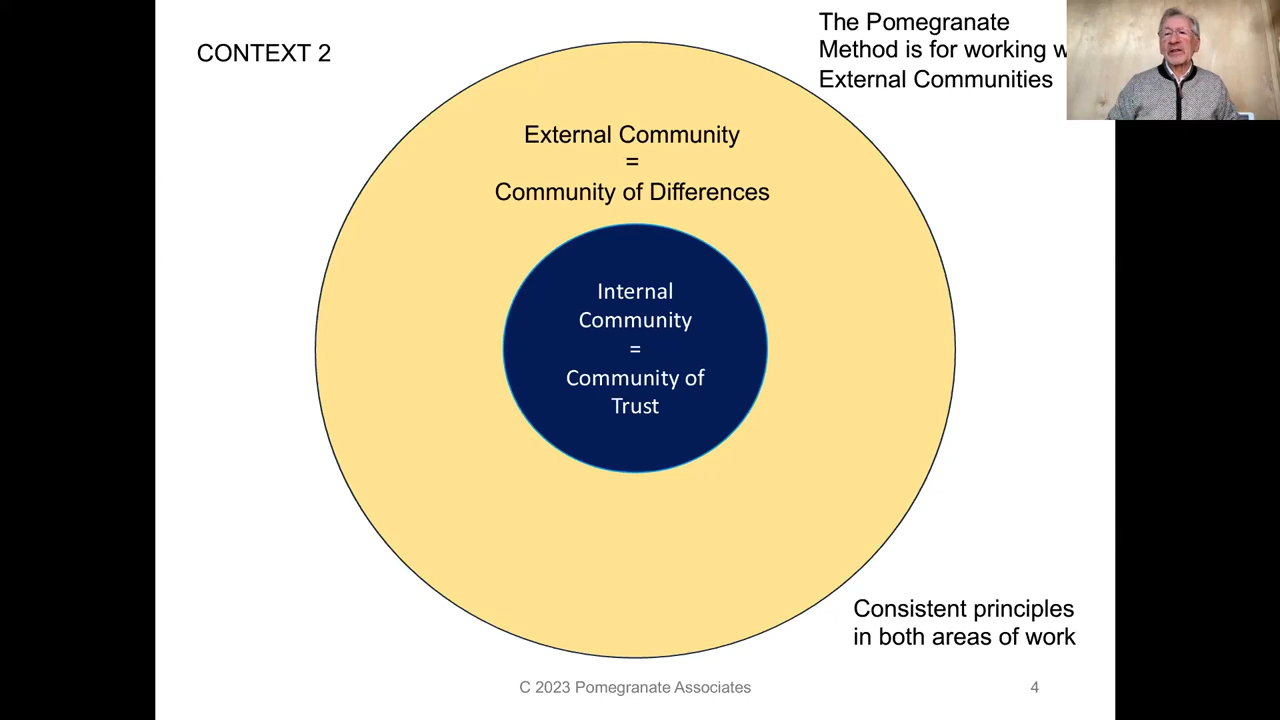 CONTEXT 2
The Pomegranate
Method is for working
External Communities
External Community
=
Community of Differences
Internal
Community
=
Community of
Trust
Consistent principles
in both areas of work
C 2023 Pomegranate Associates
4